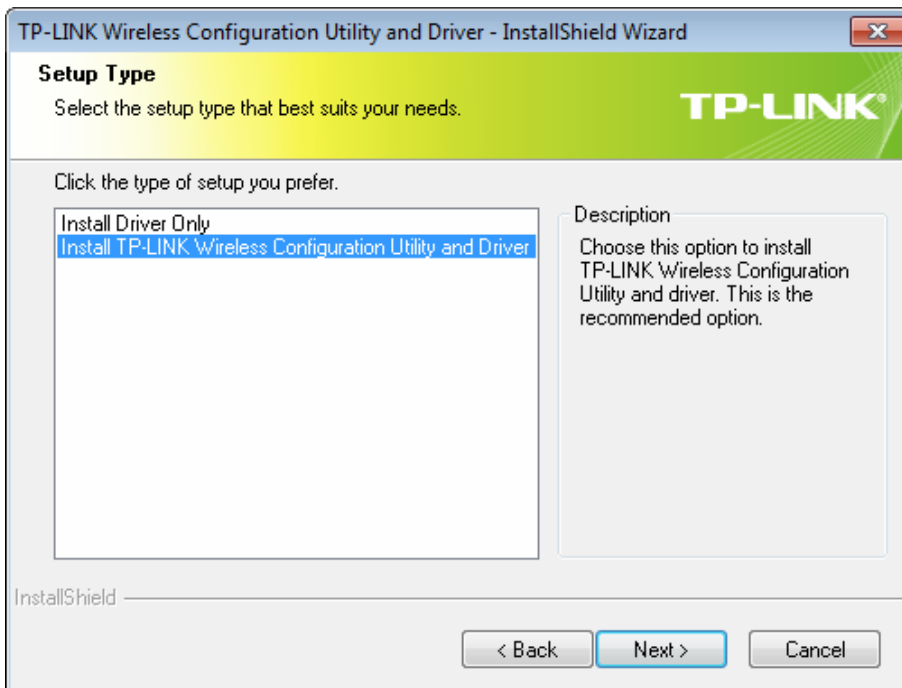 TP-LINK Wireless Configuration Utility and Driver - InstallShield Wizard
Setup Type
Select the setup type that best suits your needs.
TP-LINK®
Click the type of setup you prefer.
Install Driver Only
Install TP-LINK Wireless Configuration Utility and Driver
Description
Choose this option to install
TP-LINK Wireless Configuration
Utility and driver. This is the
recommended option.
InstallShield
< Back
Next >
Cancel